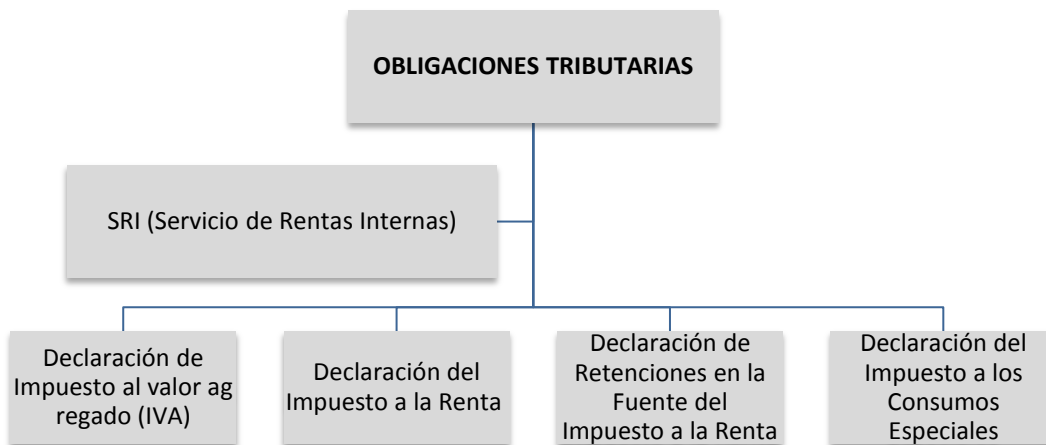 OBLIGACIONES TRIBUTARIAS
SRI (Servicio de Rentas Internas)
Declaración de
Impuesto al valor ag
regado (IVA)
Declaración del
Impuesto a la Renta
Declaración de
Retenciones en la
Fuente del
Impuesto a la Renta
Declaración del
Impuesto a los
Consumos
Especiales